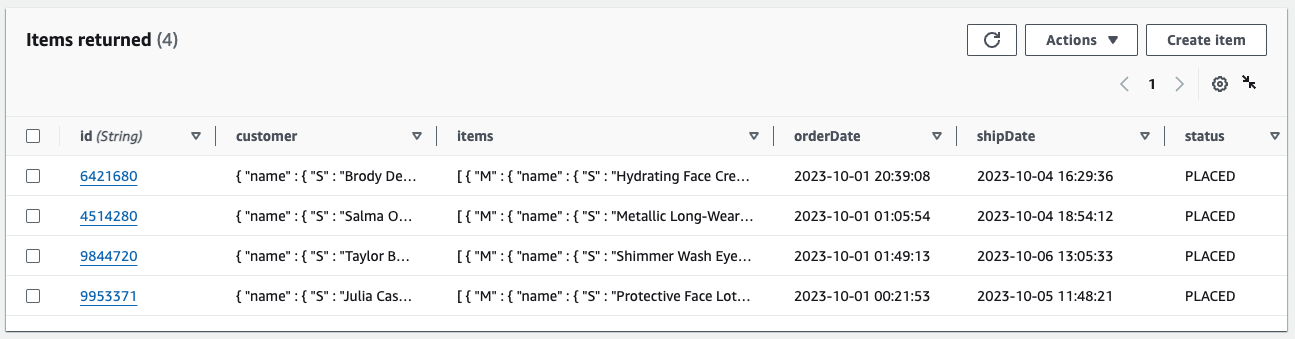 Items returned (4)
Actions
Create item
1
id (String) customer items orderDate shipDate status
6421680 { "name" : { "S" : "Brody De... [ { "M" : { "name" : { "S" : "Hydrating Face Cre... 2023-10-01 20:39:08 2023-10-04 16:29:36 PLACED
4514280 { "name" : { "S" : "Salma O... [ { "M" : { "name" : { "S" : "Metallic Long-Wear... 2023-10-01 01:05:54 2023-10-04 18:54:12 PLACED
9844720 { "name" : { "S" : "Taylor B... [ { "M" : { "name" : { "S" : "Shimmer Wash Eye... 2023-10-01 01:49:13 2023-10-06 13:05:33 PLACED
9953371 { "name" : { "S" : "Julia Cas... [ { "M" : { "name" : { "S" : "Protective Face Lot... 2023-10-01 00:21:53 2023-10-05 11:48:21 PLACED